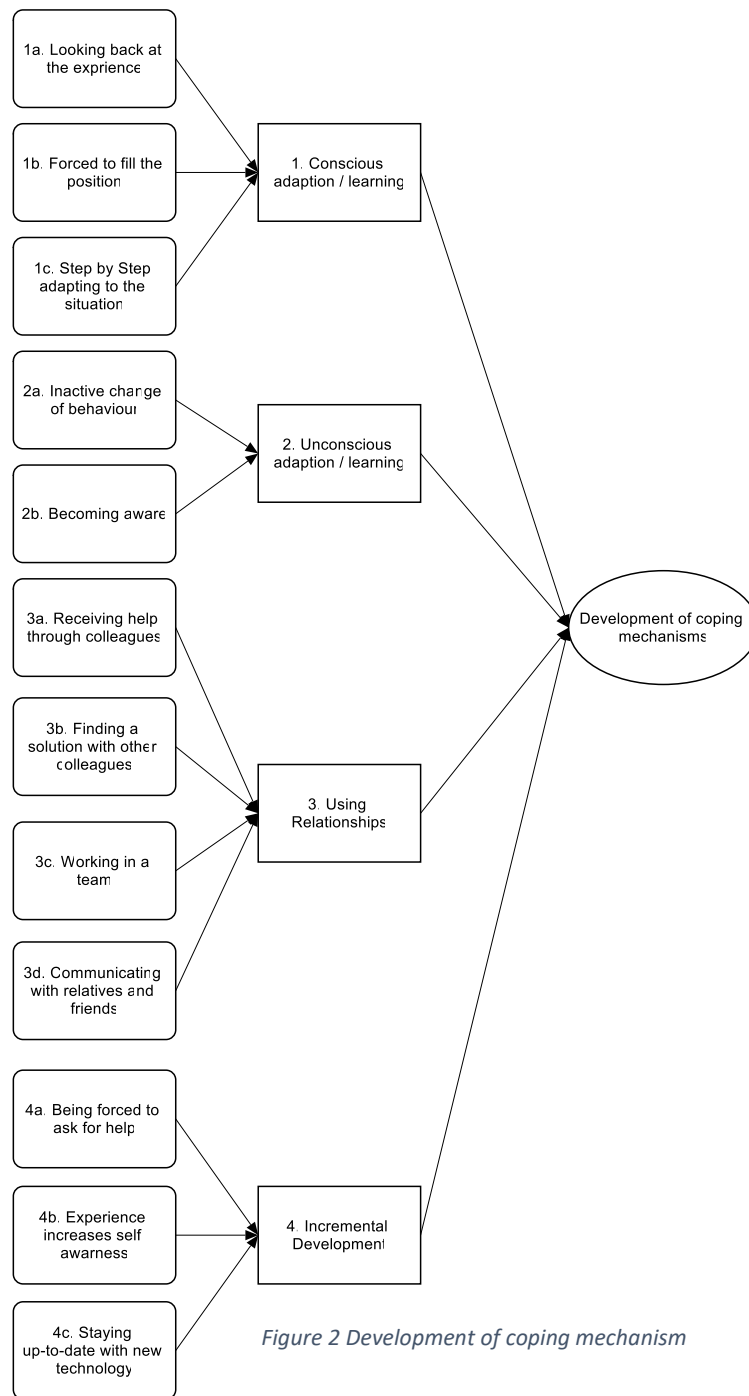 1a. Looking back at
the exprience
1b. Forced to fill the
position
1c. Step by Step
adapting to the
situation
1. Conscious
adaption / learning
2a. Inactive change
of behaviour
2b. Becoming aware
2. Unconscious
adaption / learning
3a. Receiving help
through colleagues
3b. Finding a
solution with other
colleagues
3c. Working in a
team
3d. Communicating
with relatives and
friends
3. Using
Relationships
4a. Being forced to
ask for help
4b. Experience
increases self
awarness
4c. Staying
up-to-date with new
technology
4. Incremental
Development
Development of coping
mechanisms
Figure 2 Development of coping mechanism